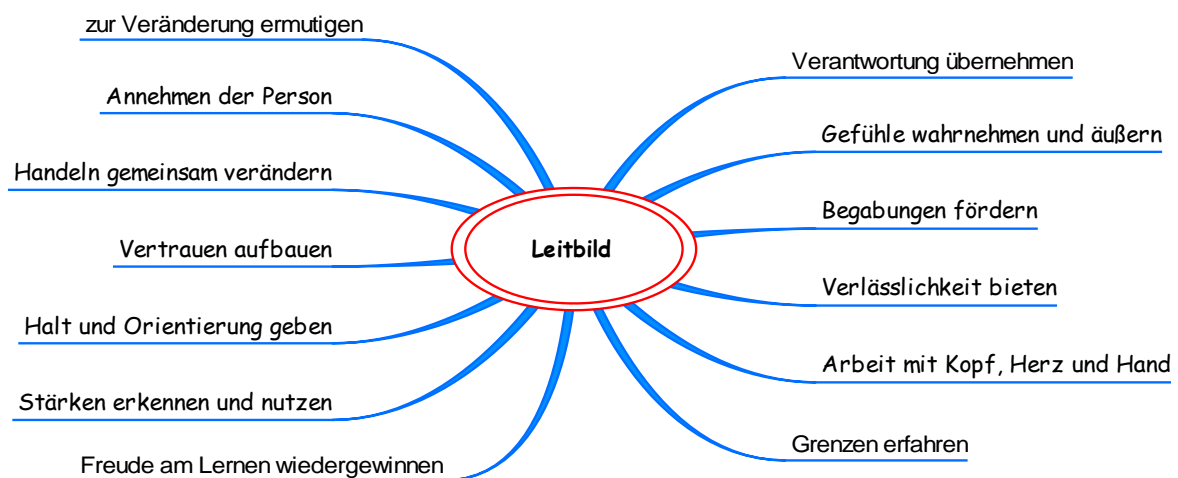 zur Veränderung ermutigen
Annehmen der Person
Handeln gemeinsam verändern
Vertrauen aufbauen
Halt und Orientierung geben
Stärken erkennen und nutzen
Freude am Lernen wiedergewinnen
Leitbild
Verantwortung übernehmen
Gefühle wahrnehmen und äußern
Begabungen fördern
Verlässlichkeit bieten
Arbeit mit Kopf, Herz und Hand
Grenzen erfahren